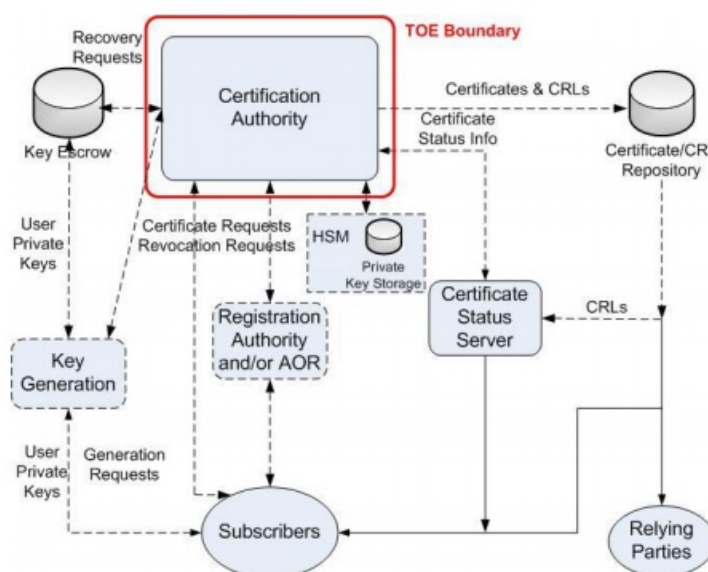 TOE Boundary
Recovery
Requests
Certification
Authority
Certificates & CRLs
Certificate
Status Info
Key Escrow
Certificate/CR
Repository
User
Private
Keys
Certificate Requests
Revocation Requests
HSM
Private
Key Storage
Key
Generation
Registration
Authority
and/or AOR
Certificate
Status
Server
CRLs
User
Private
Keys
Generation
Requests
Subscribers
Relying
Parties